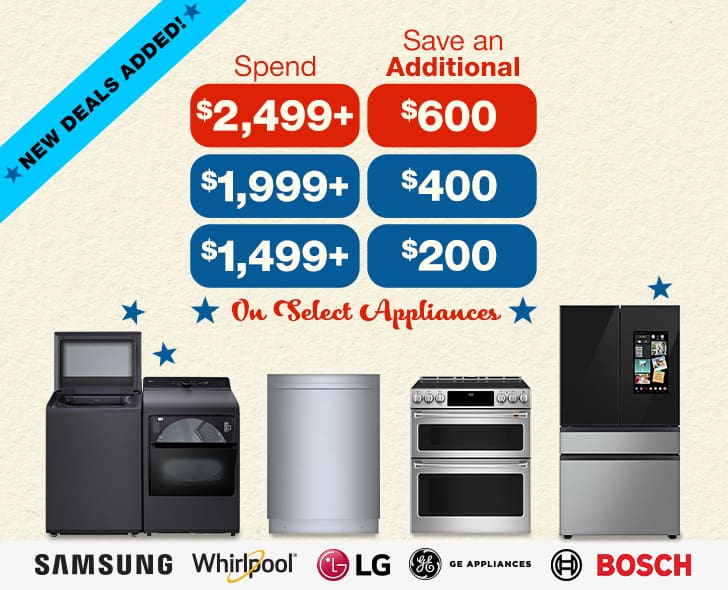 NEW DEALS ADDED!
Spend
Save an
Additional
$2,499+ $600
$1,999+ $400
$1,499+ $200
On Select Appliances
SAMSUNG Whirlpool® LG GE GE APPLIANCES BOSCH